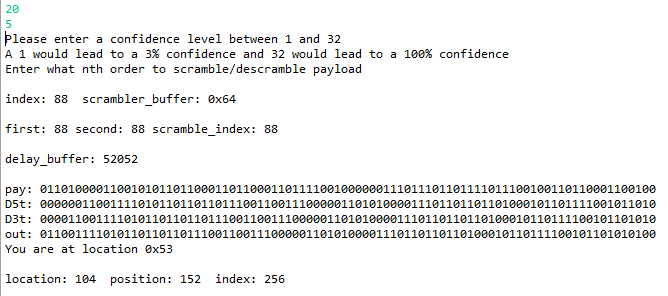 20
5
Please enter a confidence level between 1 and 32
A 1 would lead to a 3% confidence and 32 would lead to a 100% confidence
Enter what nth order to scramble/descramble payload
index: 88  scrambler_buffer: 0x64
first: 88 second: 88 scramble_index: 88
delay_buffer: 52052
pay: 0110100001100101011011000110110001101111001000000111011101101111011100100110110001100100
D5t: 0000001100111101011011011011100110011100000110101000011101101101101000101101111001011010
D3t: 0000110011110101101101101110011001110000011010100001110110110110100010110111100101101010
out: 0110011110101101101101110011001110000011010100001110110110110100010110111100101101010100
You are at location 0x53
location: 104  position: 152  index: 256